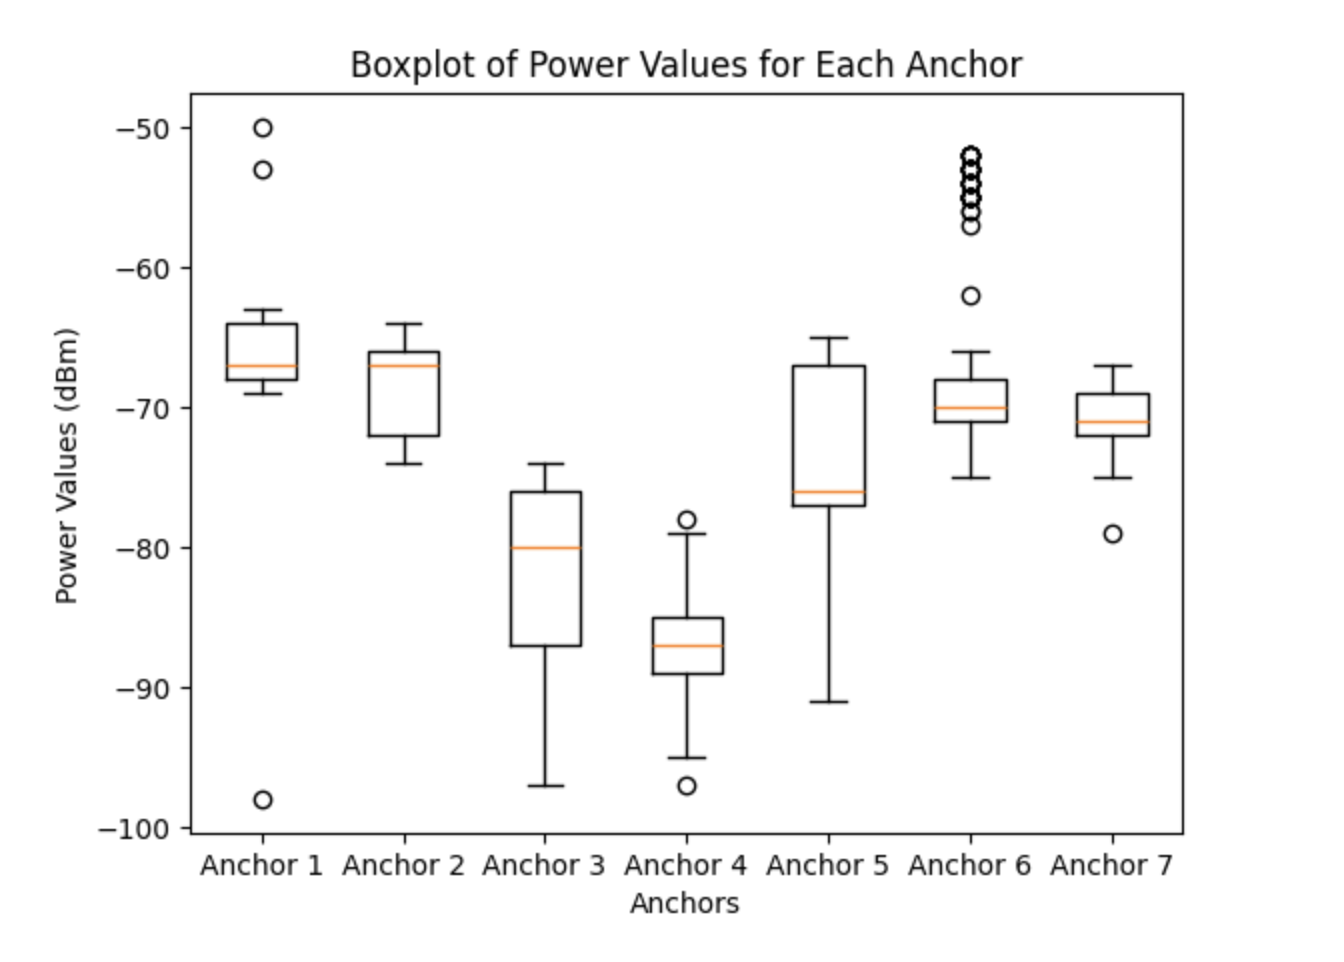 Boxplot of Power Values for Each Anchor
−50
−60
−70
−80
−90
−100
Power Values (dBm)
Anchor 1 Anchor 2 Anchor 3 Anchor 4 Anchor 5 Anchor 6 Anchor 7
Anchors